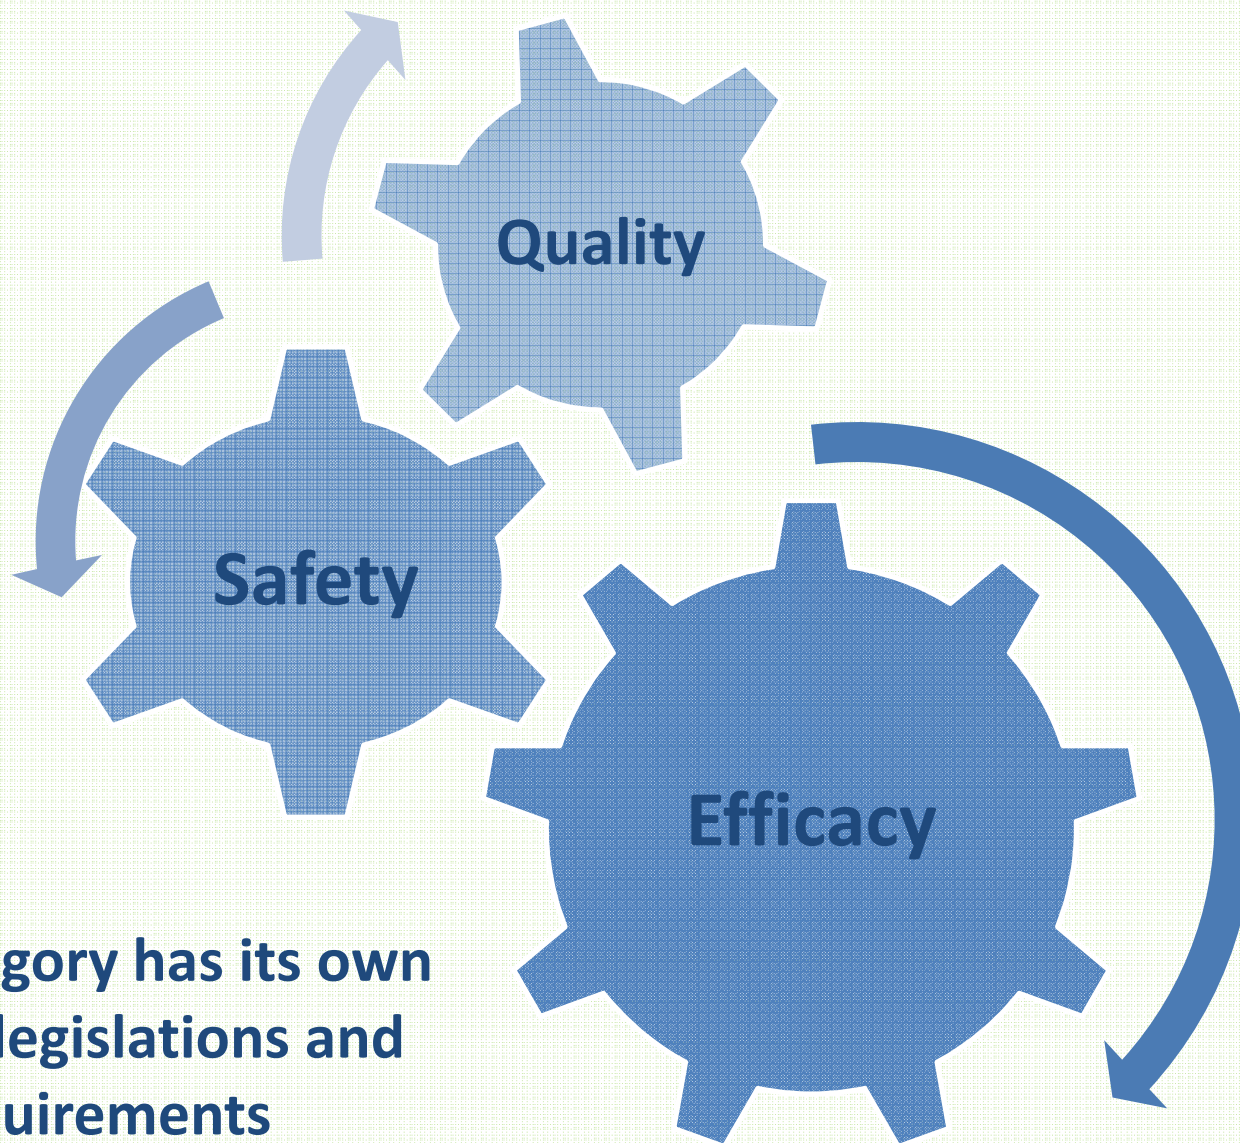 Quality
Safety
Efficacy
gory has its own
legislations and
uirements